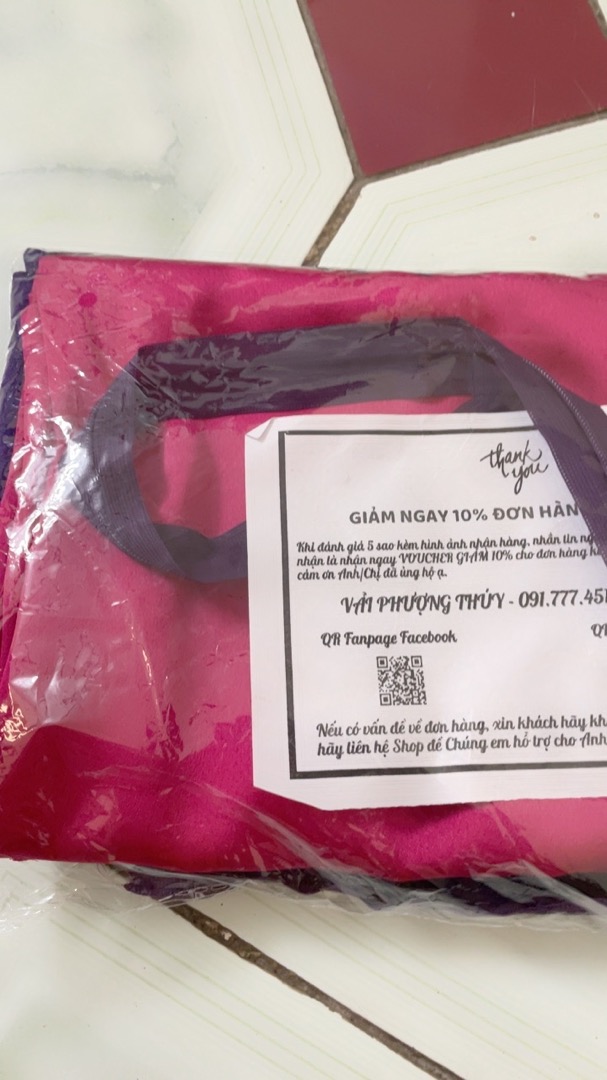 thank
you
GIẢM NGAY 10% ĐƠN HÀN
Khi đánh giá 5 sao kèm hình ảnh nhận hàng, nhắn tin
nhận là nhận ngay VOUCHER GIẢM 10% cho đơn hàng
cảm ơn Anh/Chị đã ủng hộ ạ.
VẢI PHƯỢNG THÚY - 091.777.451
QR Fanpage Facebook
Nếu có vấn đề về đơn hàng, xin khách hãy
hãy liên hệ Shop để Chúng em hổ trợ cho Anh